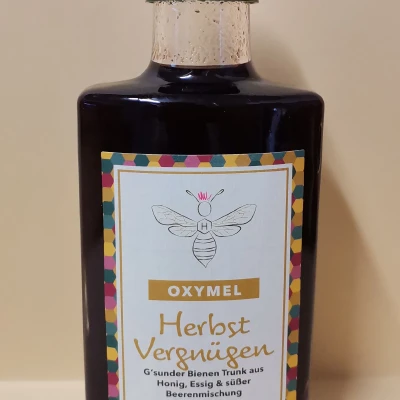 H
OXYMEL
Herbst
Vergnügen
G'sunder Bienen Trunk aus
Honig, Essig & süßer
Beerenmischung